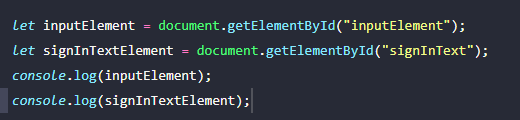 let inputElement = document.getElementById("inputElement");
let signInTextElement = document.getElementById("signInText");
console.log(inputElement);
console.log(signInTextElement);